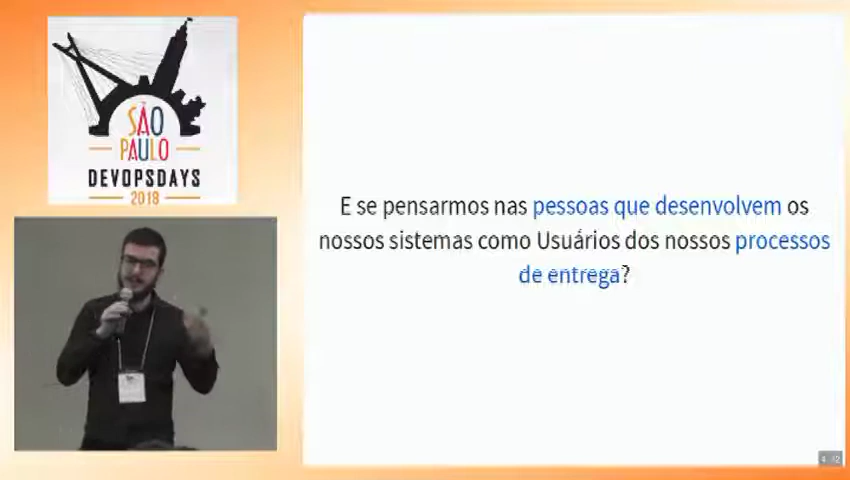 SÃO
PAULO
DEVOPSDAYS
2018
E se pensarmos nas pessoas que desenvolvem os
nossos sistemas como Usuários dos nossos processos
de entrega?